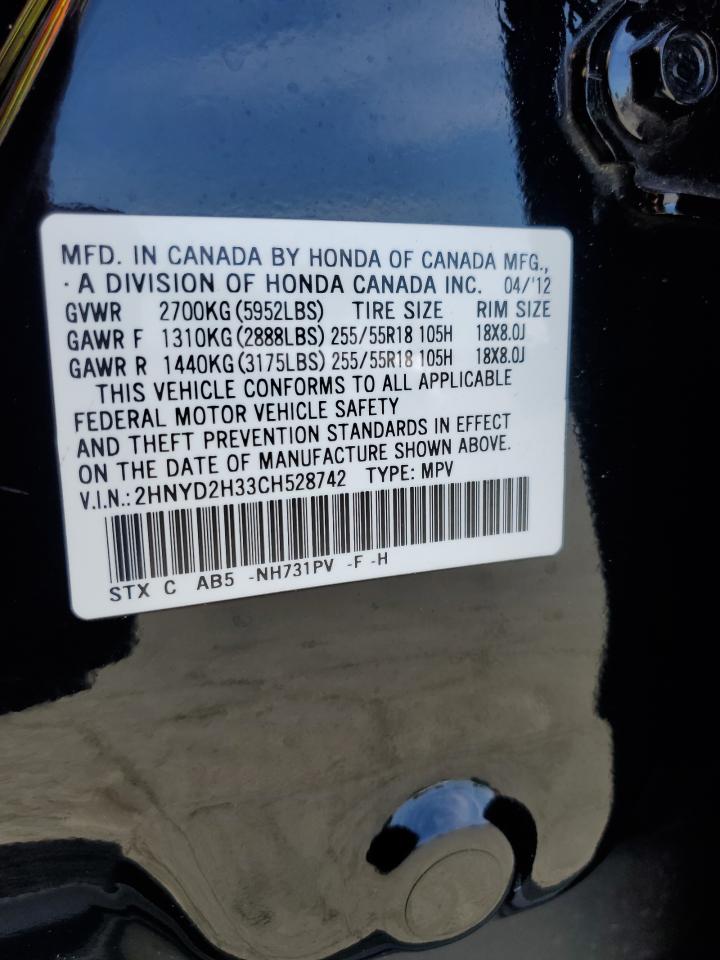 MFD. IN CANADA BY HONDA OF CANADA MFG.,
· A DIVISION OF HONDA CANADA INC. 04/'12
GVWR 2700KG(5952LBS) TIRE SIZE RIM SIZE
GAWR F 1310KG(2888LBS) 255/55R18 105H 18X8.0J
GAWR R 1440KG(3175LBS) 255/55R18 105H 18X8.0J
THIS VEHICLE CONFORMS TO ALL APPLICABLE
FEDERAL MOTOR VEHICLE SAFETY
AND THEFT PREVENTION STANDARDS IN EFFECT
ON THE DATE OF MANUFACTURE SHOWN ABOVE.
V.I.N.: 2HNYD2H33CH528742 TYPE: MPV
STX C AB5 -NH731PV -F -H